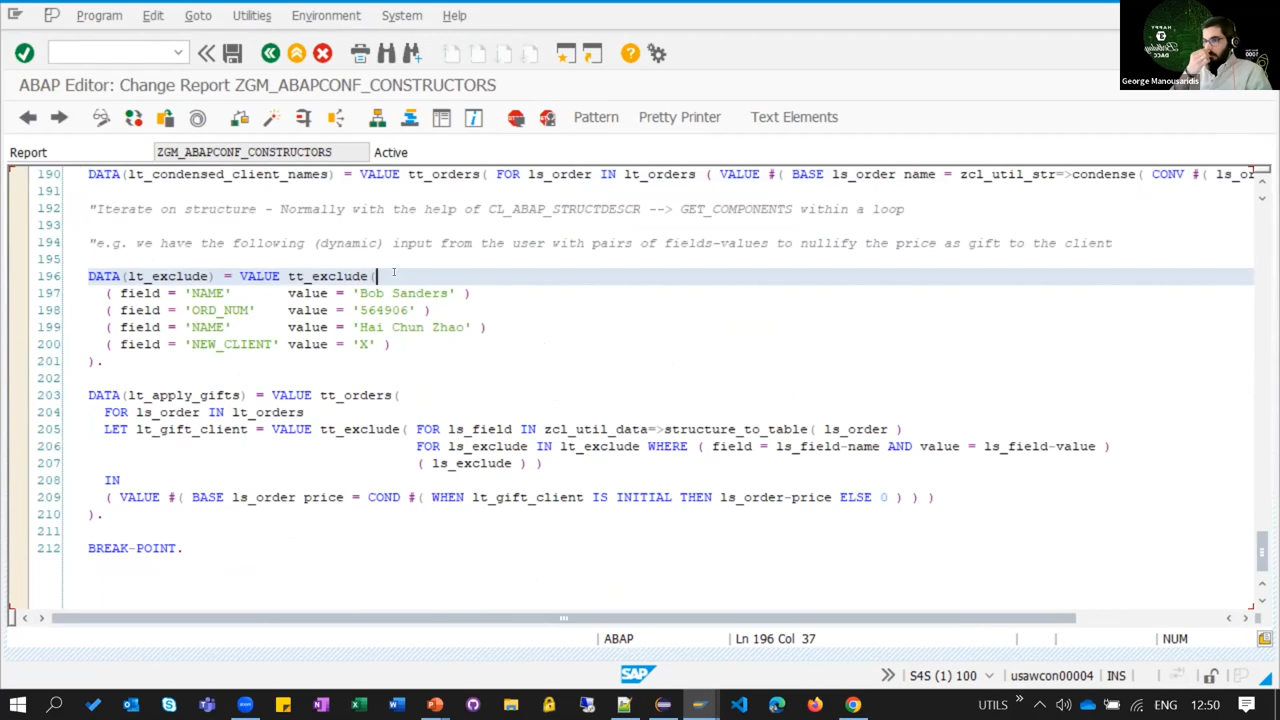 Program Edit Goto Utilities Environment System Help
ABAP Editor: Change Report ZGM_ABAPCONF_CONSTRUCTORS
Pattern Pretty Printer Text Elements
Report ZGM_ABAPCONF_CONSTRUCTORS Active
190 DATA(lt_condensed_client_names) = VALUE tt_orders( FOR ls_order IN lt_orders ( VALUE #( BASE ls_order name = zcl_util_str=>condense( CONV #( ls_or
191
192 "Iterate on structure - Normally with the help of CL_ABAP_STRUCTDESCR --> GET_COMPONENTS within a loop
193
194 "e.g. we have the following (dynamic) input from the user with pairs of fields-values to nullify the price as gift to the client
195
196 DATA(lt_exclude) = VALUE tt_exclude(
197 ( field = 'NAME' value = 'Bob Sanders' )
198 ( field = 'ORD_NUM' value = '564906' )
199 ( field = 'NAME' value = 'Hai Chun Zhao' )
200 ( field = 'NEW_CLIENT' value = 'X' )
201 ).
202
203 DATA(lt_apply_gifts) = VALUE tt_orders(
204 FOR ls_order IN lt_orders
205 LET lt_gift_client = VALUE tt_exclude( FOR ls_field IN zcl_util_data=>structure_to_table( ls_order )
206 FOR ls_exclude IN lt_exclude WHERE ( field = ls_field-name AND value = ls_field-value )
207 ( ls_exclude ) )
208 IN
209 ( VALUE #( BASE ls_order price = COND #( WHEN lt_gift_client IS INITIAL THEN ls_order-price ELSE 0 ) ) )
210 ).
211
212 BREAK-POINT.
ABAP Ln 196 Col 37 NUM
SAP S4S (1) 100 usawcon00004 INS
UTILS ENG 12:50
George Manousaridis